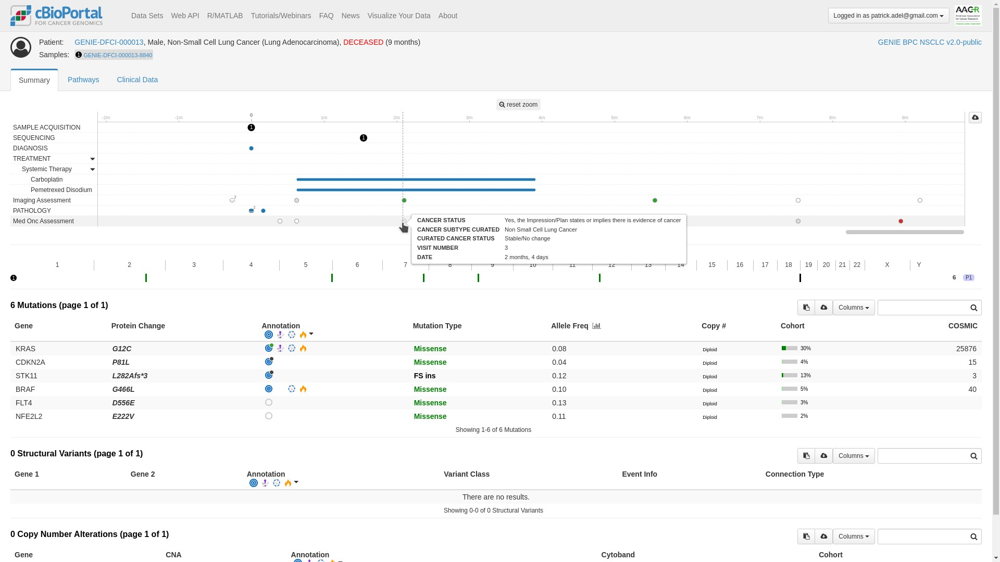 cBioPortal
FOR CANCER GENOMICS
Data Sets Web API R/MATLAB Tutorials/Webinars FAQ News Visualize Your Data About
Logged in as patrick.adel@gmail.com
AACR
American Association
for Cancer Research
Patient: GENIE-DFCI-000013, Male, Non-Small Cell Lung Cancer (Lung Adenocarcinoma), DECEASED (9 months)
GENIE BPC NSCLC v2.0-public
Samples: 1 GENIE-DFCI-000013-8840
Summary Pathways Clinical Data
reset zoom
-2m -1m 0 1m 2m 3m 4m 5m 6m 7m 8m 9m
SAMPLE ACQUISITION 1
SEQUENCING 1
DIAGNOSIS
TREATMENT
Systemic Therapy
Carboplatin
Pemetrexed Disodium
Imaging Assessment 2
PATHOLOGY 2
Med Onc Assessment
CANCER STATUS Yes, the Impression/Plan states or implies there is evidence of cancer
CANCER SUBTYPE CURATED Non Small Cell Lung Cancer
CURATED CANCER STATUS Stable/No change
VISIT NUMBER 3
DATE 2 months, 4 days
1 2 3 4 5 6 7 8 9 10 11 12 13 14 15 16 17 18 19 20 21 22 X Y
1 6 P1
6 Mutations (page 1 of 1)
Columns
Gene Protein Change Annotation Mutation Type Allele Freq Copy # Cohort COSMIC
KRAS G12C Missense 0.08 Diploid 30% 25876
CDKN2A P81L Missense 0.04 Diploid 4% 15
STK11 L282Afs*3 FS ins 0.12 Diploid 13% 3
BRAF G466L Missense 0.10 Diploid 5% 40
FLT4 D556E Missense 0.13 Diploid 3%
NFE2L2 E222V Missense 0.11 Diploid 2%
Showing 1-6 of 6 Mutations
0 Structural Variants (page 1 of 1)
Columns
Gene 1 Gene 2 Annotation Variant Class Event Info Connection Type
There are no results.
Showing 0-0 of 0 Structural Variants
0 Copy Number Alterations (page 1 of 1)
Columns
Gene CNA Annotation Cytoband Cohort